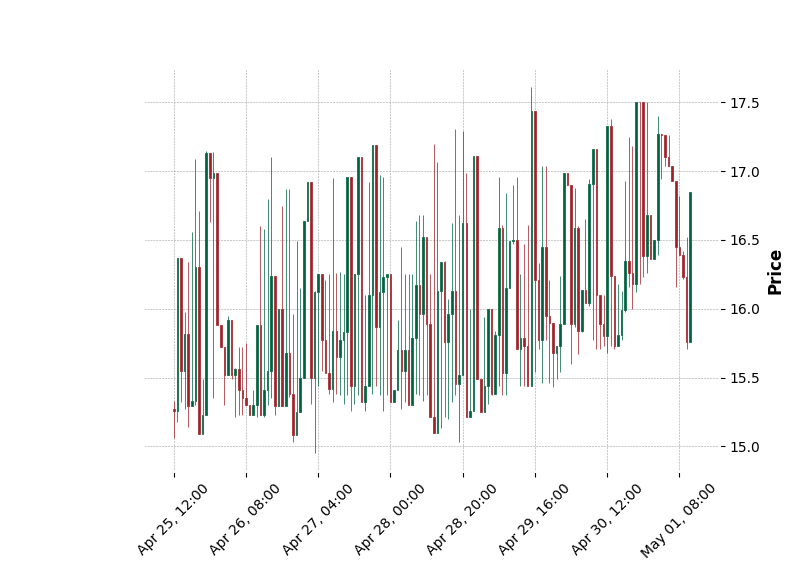 17.5
17.0
16.5
16.0
15.5
15.0
Price
Apr 25, 12:00
Apr 26, 08:00
Apr 27, 04:00
Apr 28, 00:00
Apr 28, 20:00
Apr 29, 16:00
Apr 30, 12:00
May 01, 08:00